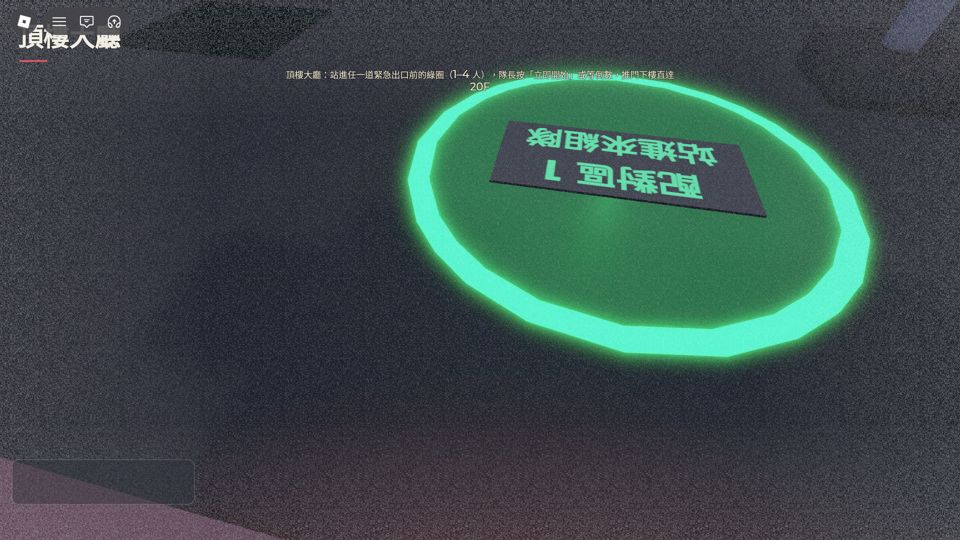 頂樓大廳
頂樓大廳：站進任一道緊急出口前的綠圈（1–4 人），隊長按「立即開始」或等倒數，推門下樓直達
20F
配對區 1
站進來組隊